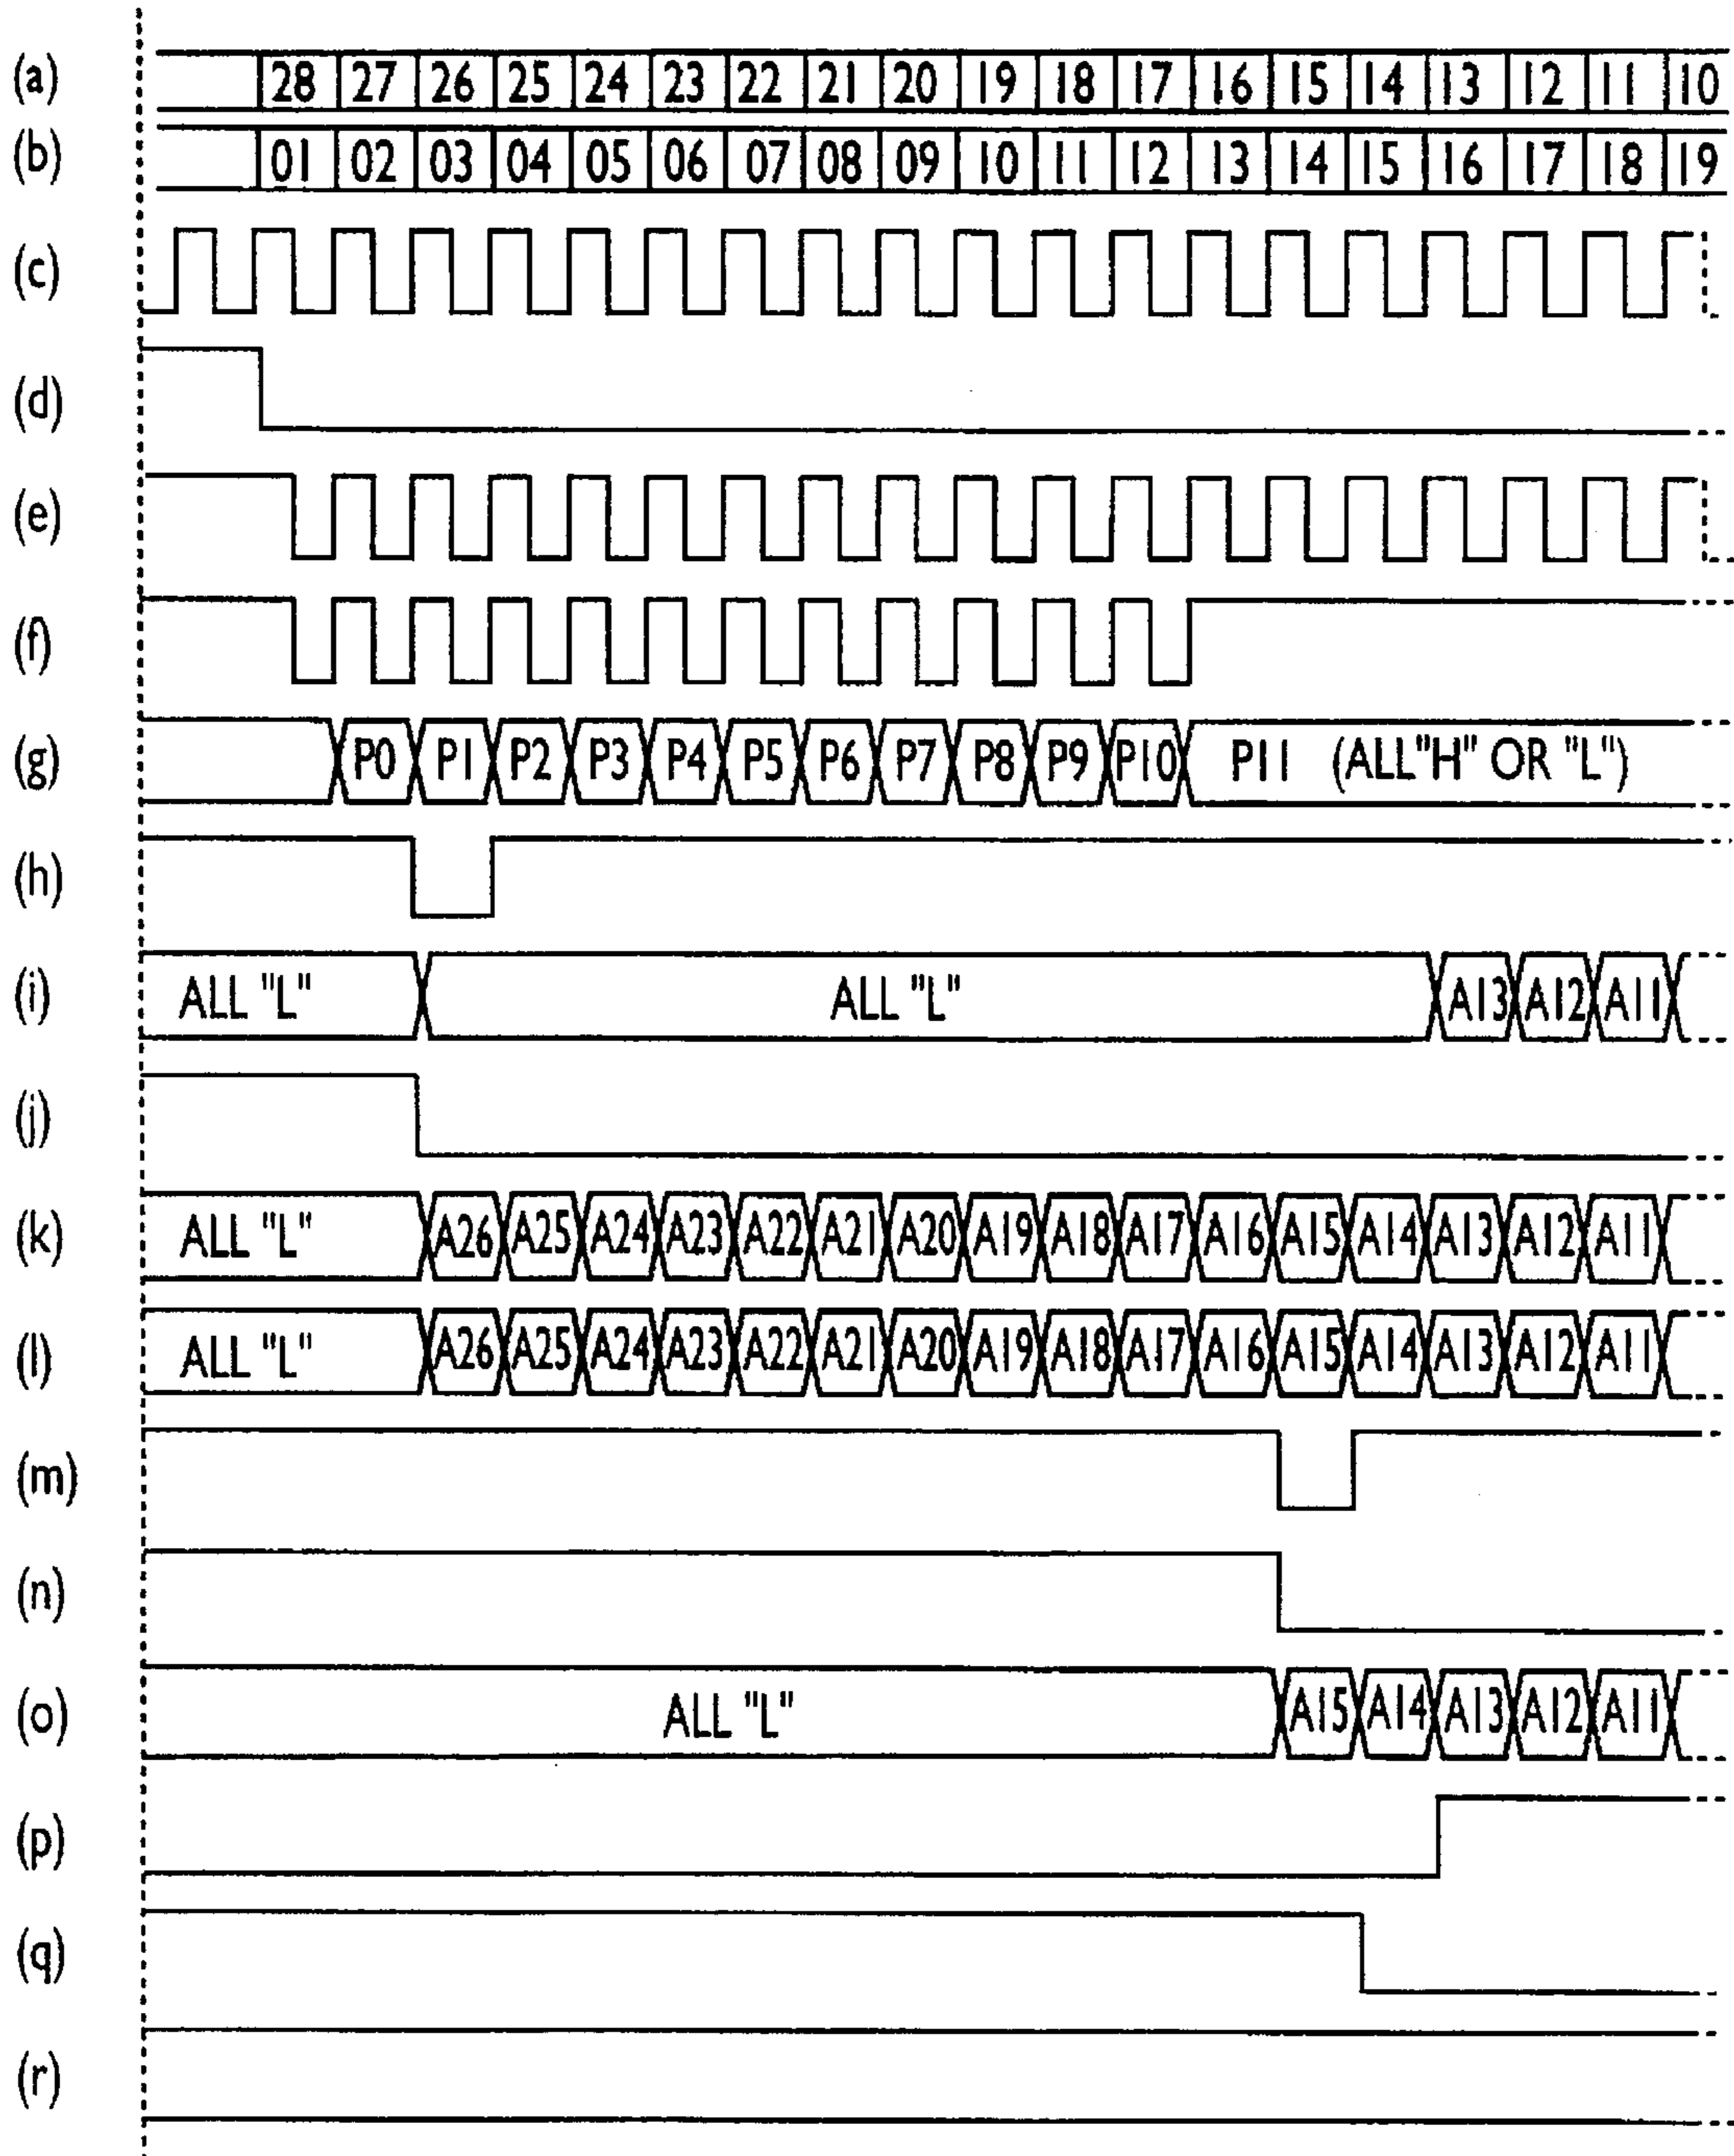 (a) 28 27 26 25 24 23 22 21 20 19 18 17 16 15 14 13 12 11 10
(b) 01 02 03 04 05 06 07 08 09 10 11 12 13 14 15 16 17 18 19
(c)
(d)
(e)
(f)
(g) P0 P1 P2 P3 P4 P5 P6 P7 P8 P9 P10 P11 (ALL"H" OR "L")
(h)
(i) ALL "L" ALL "L" A13 A12 A11
(j)
(k) ALL "L" A26 A25 A24 A23 A22 A21 A20 A19 A18 A17 A16 A15 A14 A13 A12 A11
(l) ALL "L" A26 A25 A24 A23 A22 A21 A20 A19 A18 A17 A16 A15 A14 A13 A12 A11
(m)
(n)
(o) ALL "L" A15 A14 A13 A12 A11
(p)
(q)
(r)